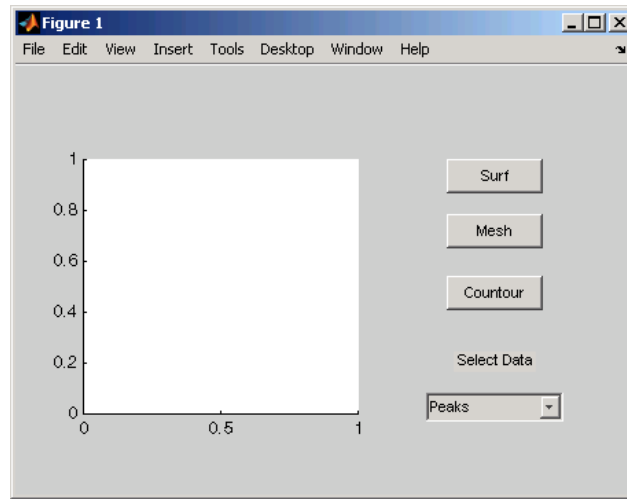 Figure 1
File Edit View Insert Tools Desktop Window Help
1
0.8
0.6
0.4
0.2
0
0 0.5 1
Surf
Mesh
Countour
Select Data
Peaks